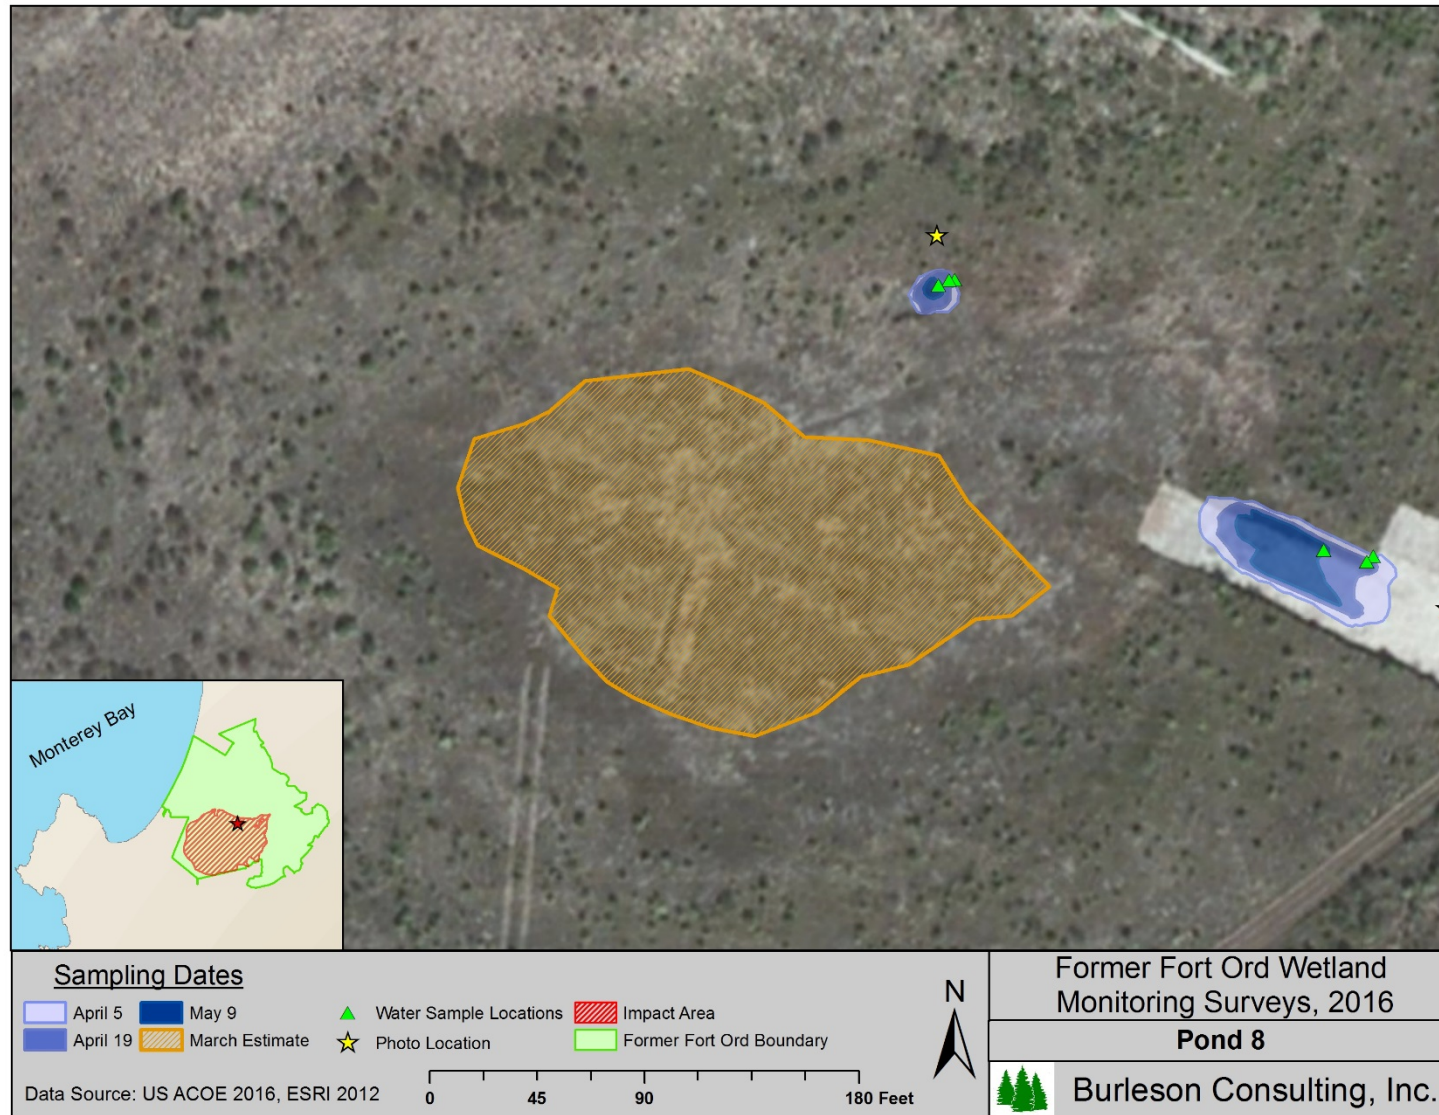 Monterey Bay
Sampling Dates
April 5
May 9
Water Sample Locations
Impact Area
April 19
March Estimate
Photo Location
Former Fort Ord Boundary
Data Source: US ACOE 2016, ESRI 2012
0 45 90 180 Feet
N
Former Fort Ord Wetland
Monitoring Surveys, 2016
Pond 8
Burleson Consulting, Inc.